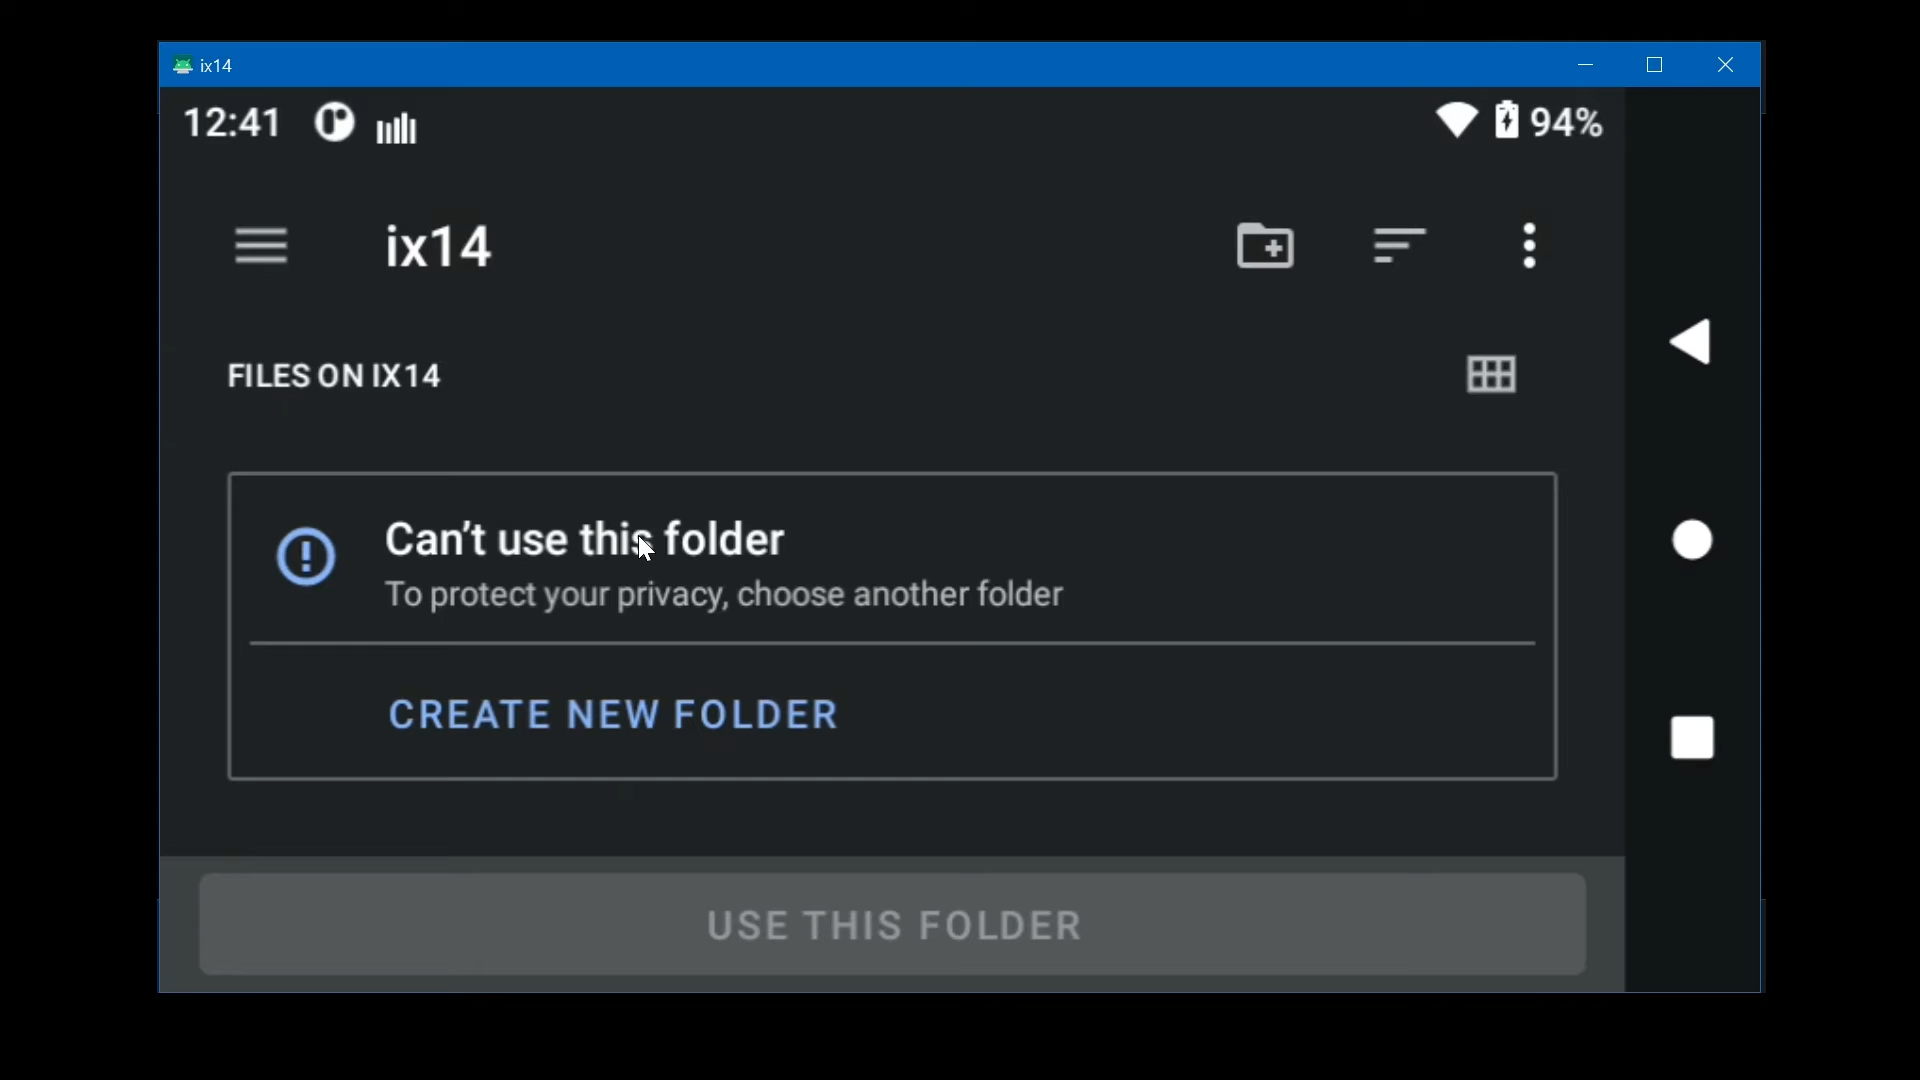 ix14
12:41
94%
ix14
FILES ON IX14
Can't use this folder
To protect your privacy, choose another folder
CREATE NEW FOLDER
USE THIS FOLDER